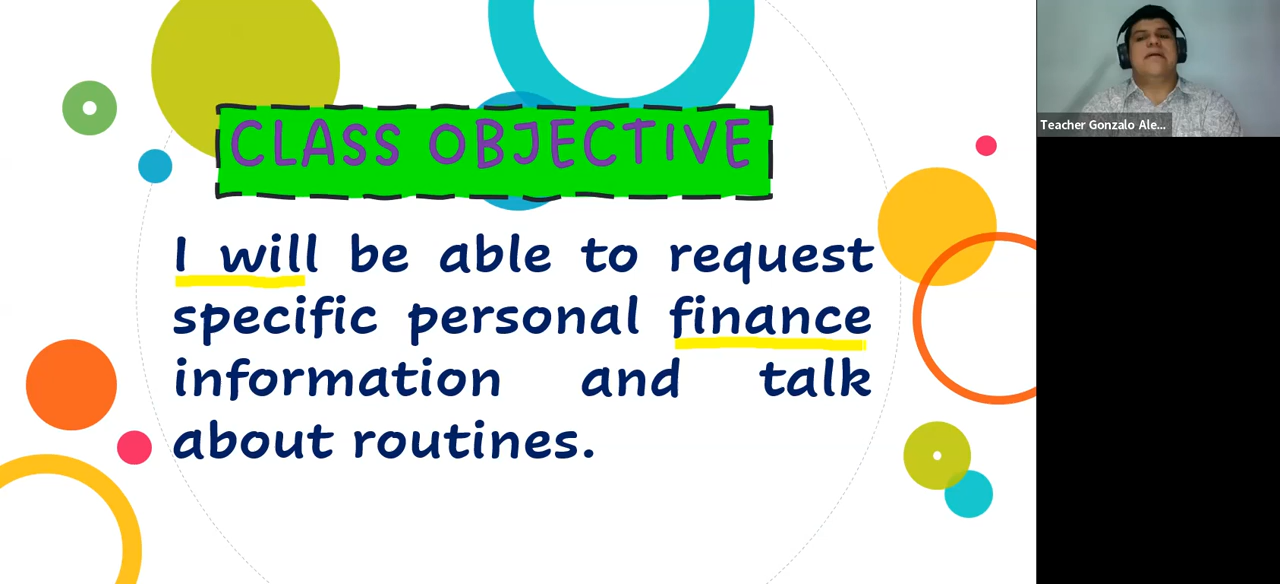 CLASS OBJECTIVE
I will be able to request
specific personal finance
information and talk
about routines.
Teacher Gonzalo Ale...